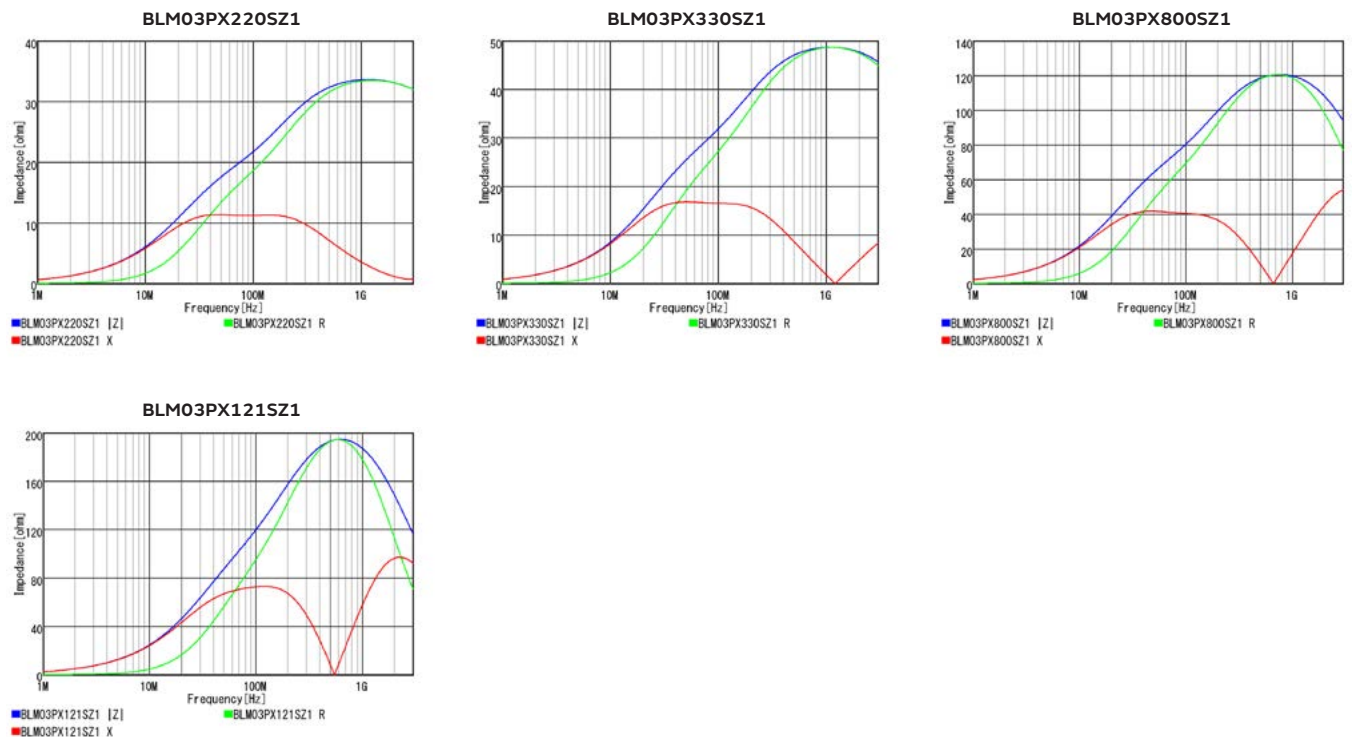 BLM03PX220SZ1
40
30
20
10
0
Impedance[ohm]
1M 10M 100M 1G
Frequency[Hz]
BLM03PX220SZ1 |Z| BLM03PX220SZ1 R
BLM03PX220SZ1 X
BLM03PX330SZ1
50
40
30
20
10
0
Impedance[ohm]
1M 10M 100M 1G
Frequency[Hz]
BLM03PX330SZ1 |Z| BLM03PX330SZ1 R
BLM03PX330SZ1 X
BLM03PX800SZ1
140
120
100
80
60
40
20
0
Impedance[ohm]
1M 10M 100M 1G
Frequency[Hz]
BLM03PX800SZ1 |Z| BLM03PX800SZ1 R
BLM03PX800SZ1 X
BLM03PX121SZ1
200
160
120
80
40
0
Impedance[ohm]
1M 10M 100M 1G
Frequency[Hz]
BLM03PX121SZ1 |Z| BLM03PX121SZ1 R
BLM03PX121SZ1 X